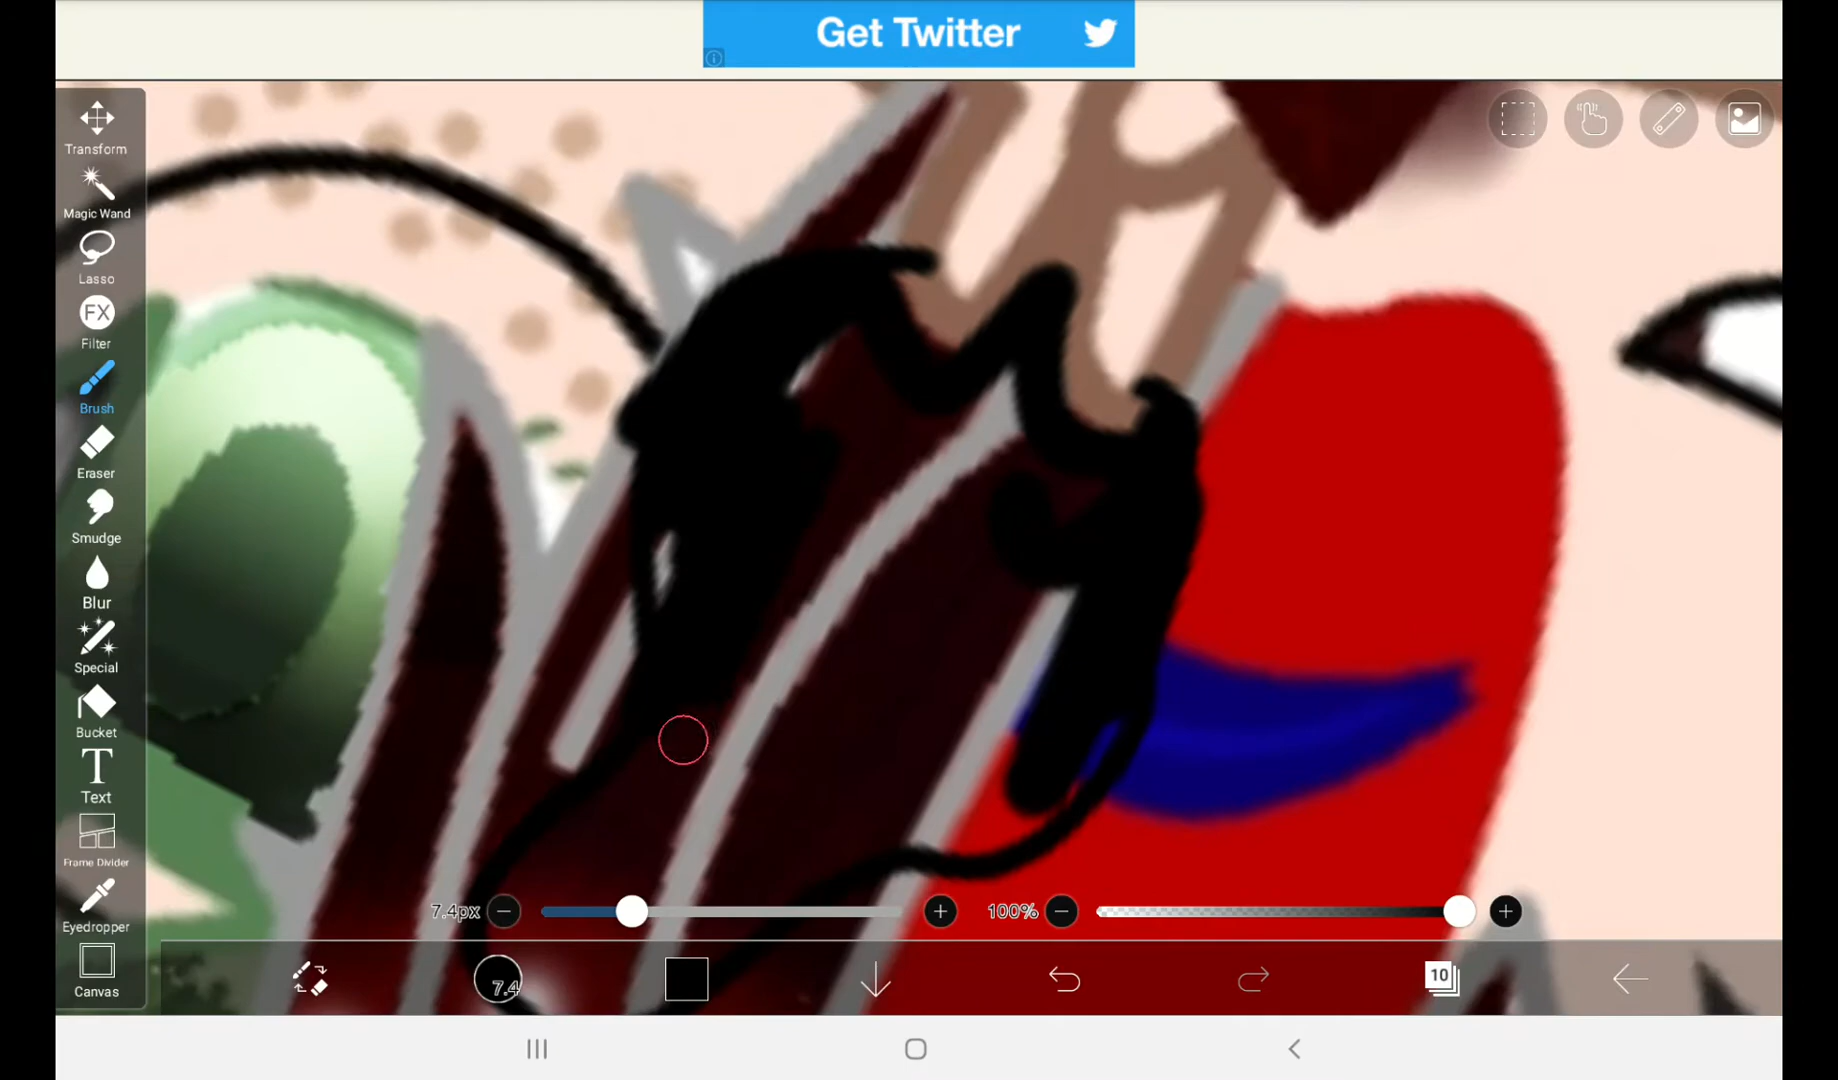 Get Twitter
Transform
Magic Wand
Lasso
FX
Filter
Brush
Eraser
Smudge
Blur
Special
Bucket
T
Text
Frame Divider
Eyedropper
Canvas
7.4px
100%
7.4
10